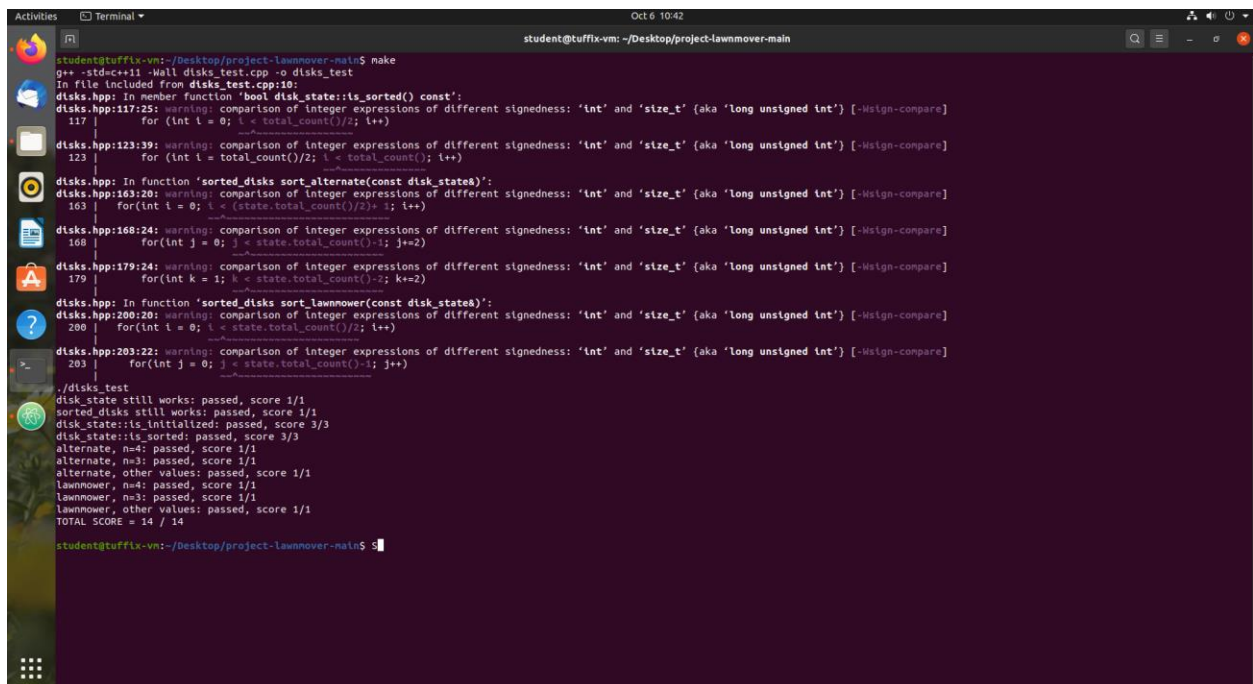 Activities
Terminal
Oct 6 10:42
student@tuffix-vm: ~/Desktop/project-lawnmover-main
student@tuffix-vm:~/Desktop/project-lawnmover-main$ make
g++ -std=c++11 -Wall disks_test.cpp -o disks_test
In file included from disks_test.cpp:10:
disks.hpp: In member function ‘bool disk_state::is_sorted() const’:
disks.hpp:117:25: warning: comparison of integer expressions of different signedness: ‘int’ and ‘size_t’ {aka ‘long unsigned int’} [-Wsign-compare]
117 | for (int i = 0; i < total_count()/2; i++)
| ~~^~~~~~~~~~~~~~~~~
disks.hpp:123:39: warning: comparison of integer expressions of different signedness: ‘int’ and ‘size_t’ {aka ‘long unsigned int’} [-Wsign-compare]
123 | for (int i = total_count()/2; i < total_count(); i++)
| ~~^~~~~~~~~~~~~~~
disks.hpp: In function ‘sorted_disks sort_alternate(const disk_state&)’:
disks.hpp:163:20: warning: comparison of integer expressions of different signedness: ‘int’ and ‘size_t’ {aka ‘long unsigned int’} [-Wsign-compare]
163 | for(int i = 0; i < (state.total_count()/2)+ 1; i++)
| ~~^~~~~~~~~~~~~~~~~~~~~~~~~~~~
disks.hpp:168:24: warning: comparison of integer expressions of different signedness: ‘int’ and ‘size_t’ {aka ‘long unsigned int’} [-Wsign-compare]
168 | for(int j = 0; j < state.total_count()-1; j+=2)
| ~~^~~~~~~~~~~~~~~~~~~~~~~
disks.hpp:179:24: warning: comparison of integer expressions of different signedness: ‘int’ and ‘size_t’ {aka ‘long unsigned int’} [-Wsign-compare]
179 | for(int k = 1; k < state.total_count()-2; k+=2)
| ~~^~~~~~~~~~~~~~~~~~~~~~~
disks.hpp: In function ‘sorted_disks sort_lawnmower(const disk_state&)’:
disks.hpp:200:20: warning: comparison of integer expressions of different signedness: ‘int’ and ‘size_t’ {aka ‘long unsigned int’} [-Wsign-compare]
200 | for(int i = 0; i < state.total_count()/2; i++)
| ~~^~~~~~~~~~~~~~~~~~~~~~~
disks.hpp:203:22: warning: comparison of integer expressions of different signedness: ‘int’ and ‘size_t’ {aka ‘long unsigned int’} [-Wsign-compare]
203 | for(int j = 0; j < state.total_count()-1; j++)
| ~~^~~~~~~~~~~~~~~~~~~~~~~
./disks_test
disk_state still works: passed, score 1/1
sorted_disks still works: passed, score 1/1
disk_state::is_initialized: passed, score 3/3
disk_state::is_sorted: passed, score 3/3
alternate, n=4: passed, score 1/1
alternate, n=3: passed, score 1/1
alternate, other values: passed, score 1/1
lawnmower, n=4: passed, score 1/1
lawnmower, n=3: passed, score 1/1
lawnmower, other values: passed, score 1/1
TOTAL SCORE = 14 / 14
student@tuffix-vm:~/Desktop/project-lawnmover-main$ S